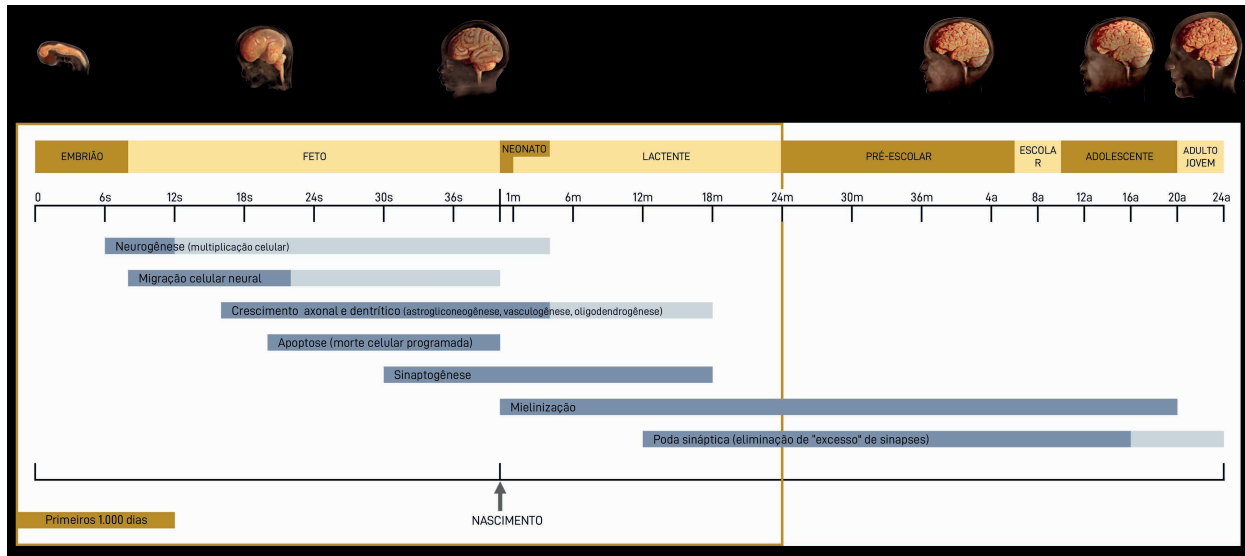 EMBRIÃO
FETO
NEONATO
LACTENTE
PRÉ-ESCOLAR
ESCOLA
R
ADOLESCENTE
ADULTO
JOVEM
0 6s 12s 18s 24s 30s 36s 1m 6m 12m 18m 24m 30m 36m 4a 8a 12a 16a 20a 24a
Neurogênese (multiplicação celular)
Migração celular neural
Crescimento axonal e dentrítico (astrogliconeogênese, vasculogênese, oligodendrogênese)
Apoptose (morte celular programada)
Sinaptogênese
Mielinização
Poda sináptica (eliminação de "excesso" de sinapses)
Primeiros 1.000 dias
NASCIMENTO